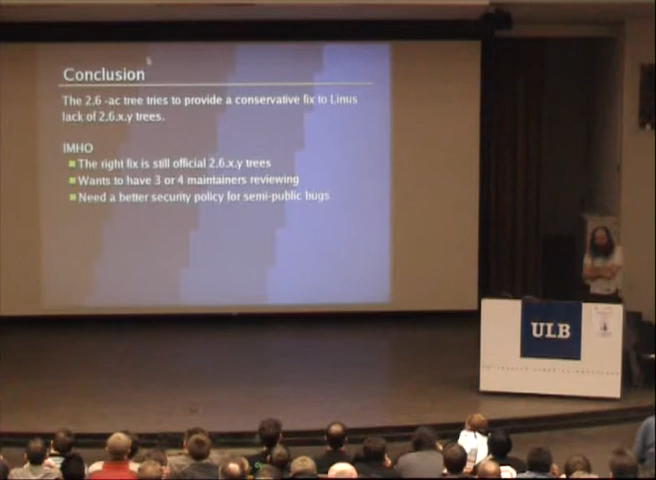 Conclusion
The 2.6 -ac tree tries to provide a conservative fix to Linus
lack of 2.6.x.y trees.
IMHO
The right fix is still official 2.6.x.y trees
Wants to have 3 or 4 maintainers reviewing
Need a better security policy for semi-public bugs
ULB